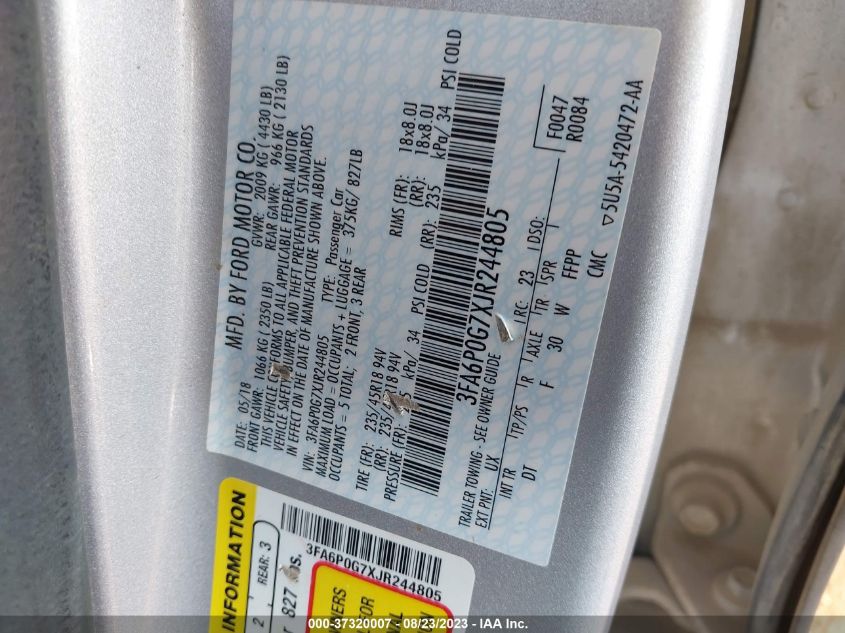 MFD. BY FORD MOTOR CO.
DATE: 05/18 GVWR: 2009 KG ( 4430 LB)
FRONT GAWR: 1066 KG ( 2350 LB) REAR GAWR: 966 KG ( 2130 LB)
THIS VEHICLE CONFORMS TO ALL APPLICABLE FEDERAL MOTOR
VEHICLE SAFETY, BUMPER, AND THEFT PREVENTION STANDARDS
IN EFFECT ON THE DATE OF MANUFACTURE SHOWN ABOVE.
VIN: 3FA6P0G7XJR244805 TYPE: Passenger Car
MAXIMUM LOAD = OCCUPANTS + LUGGAGE = 375KG/ 827LB
OCCUPANTS = 5 TOTAL; 2 FRONT, 3 REAR
TIRE (FR): 235/45R18 94V RIMS (FR): 18x8.0J
(RR): 235/ 18 94V (RR): 18x8.0J
PRESSURE (FR): kPa/ 34 PSI COLD (RR): 235 kPa/ 34 PSI COLD
3FA6P0G7XJR244805
TRAILER TOWING - SEE OWNER GUIDE
EXT PNT: UX RC: 23 DSO: F0047
R0084
INT TR TP/PS R AXLE TR SPR
DT F 30 W FFPP
CMC ▽5U5A-5420472-AA
INFORMATION
2 REAR: 3
827 bs.
3FA6P0G7XJR244805
000-37320007 - 08/23/2023 - IAA Inc.